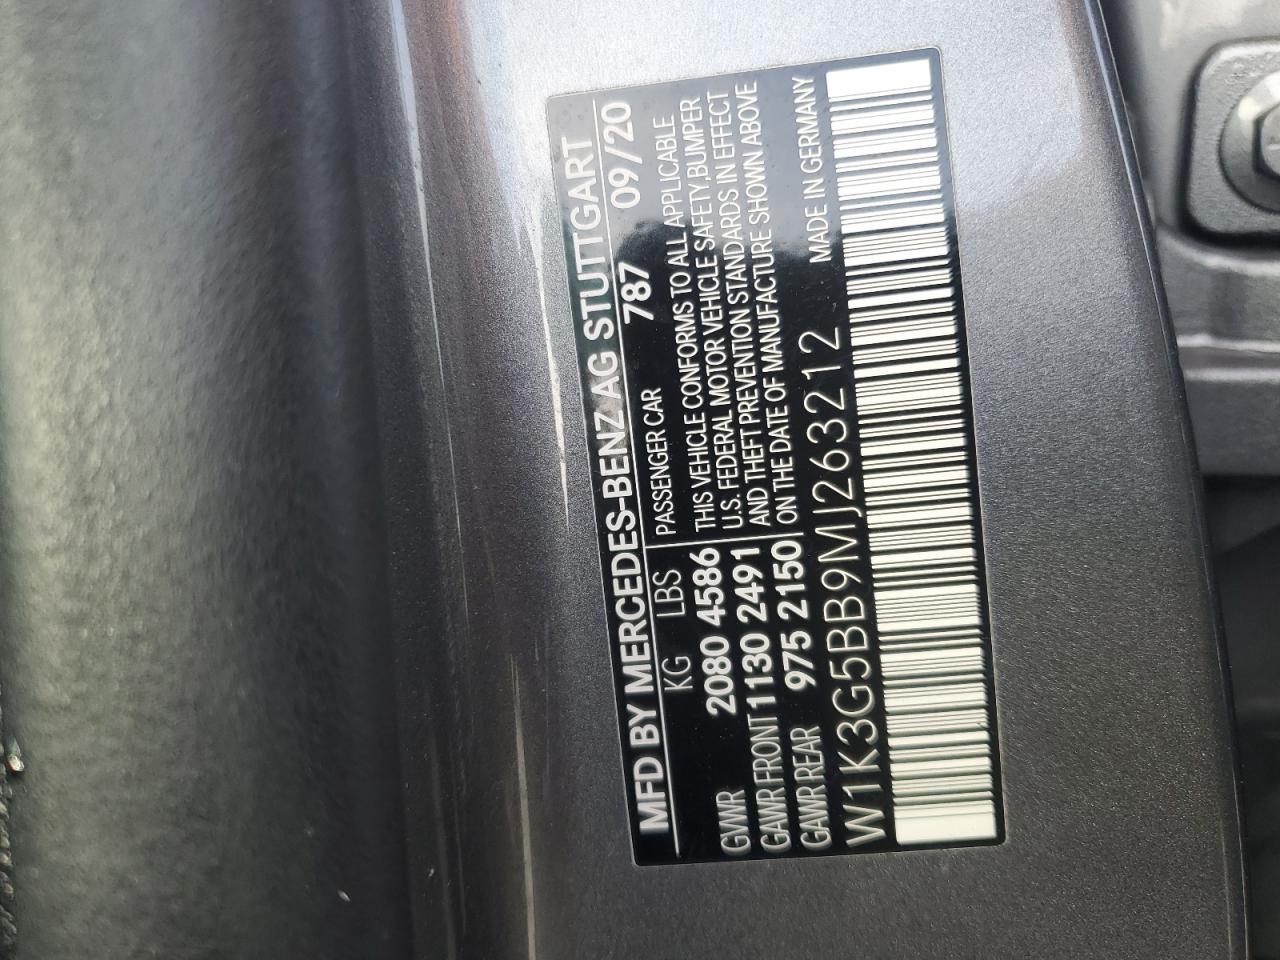 MFD BY MERCEDES-BENZ AG STUTTGART
KG LBS PASSENGER CAR 787 09/20
GVWR 2080 4586 THIS VEHICLE CONFORMS TO ALL APPLICABLE
U.S. FEDERAL MOTOR VEHICLE SAFETY,BUMPER
GAWR FRONT 1130 2491 AND THEFT PREVENTION STANDARDS IN EFFECT
GAWR REAR 975 2150 ON THE DATE OF MANUFACTURE SHOWN ABOVE
MADE IN GERMANY
W1K3G5BB9MJ263212